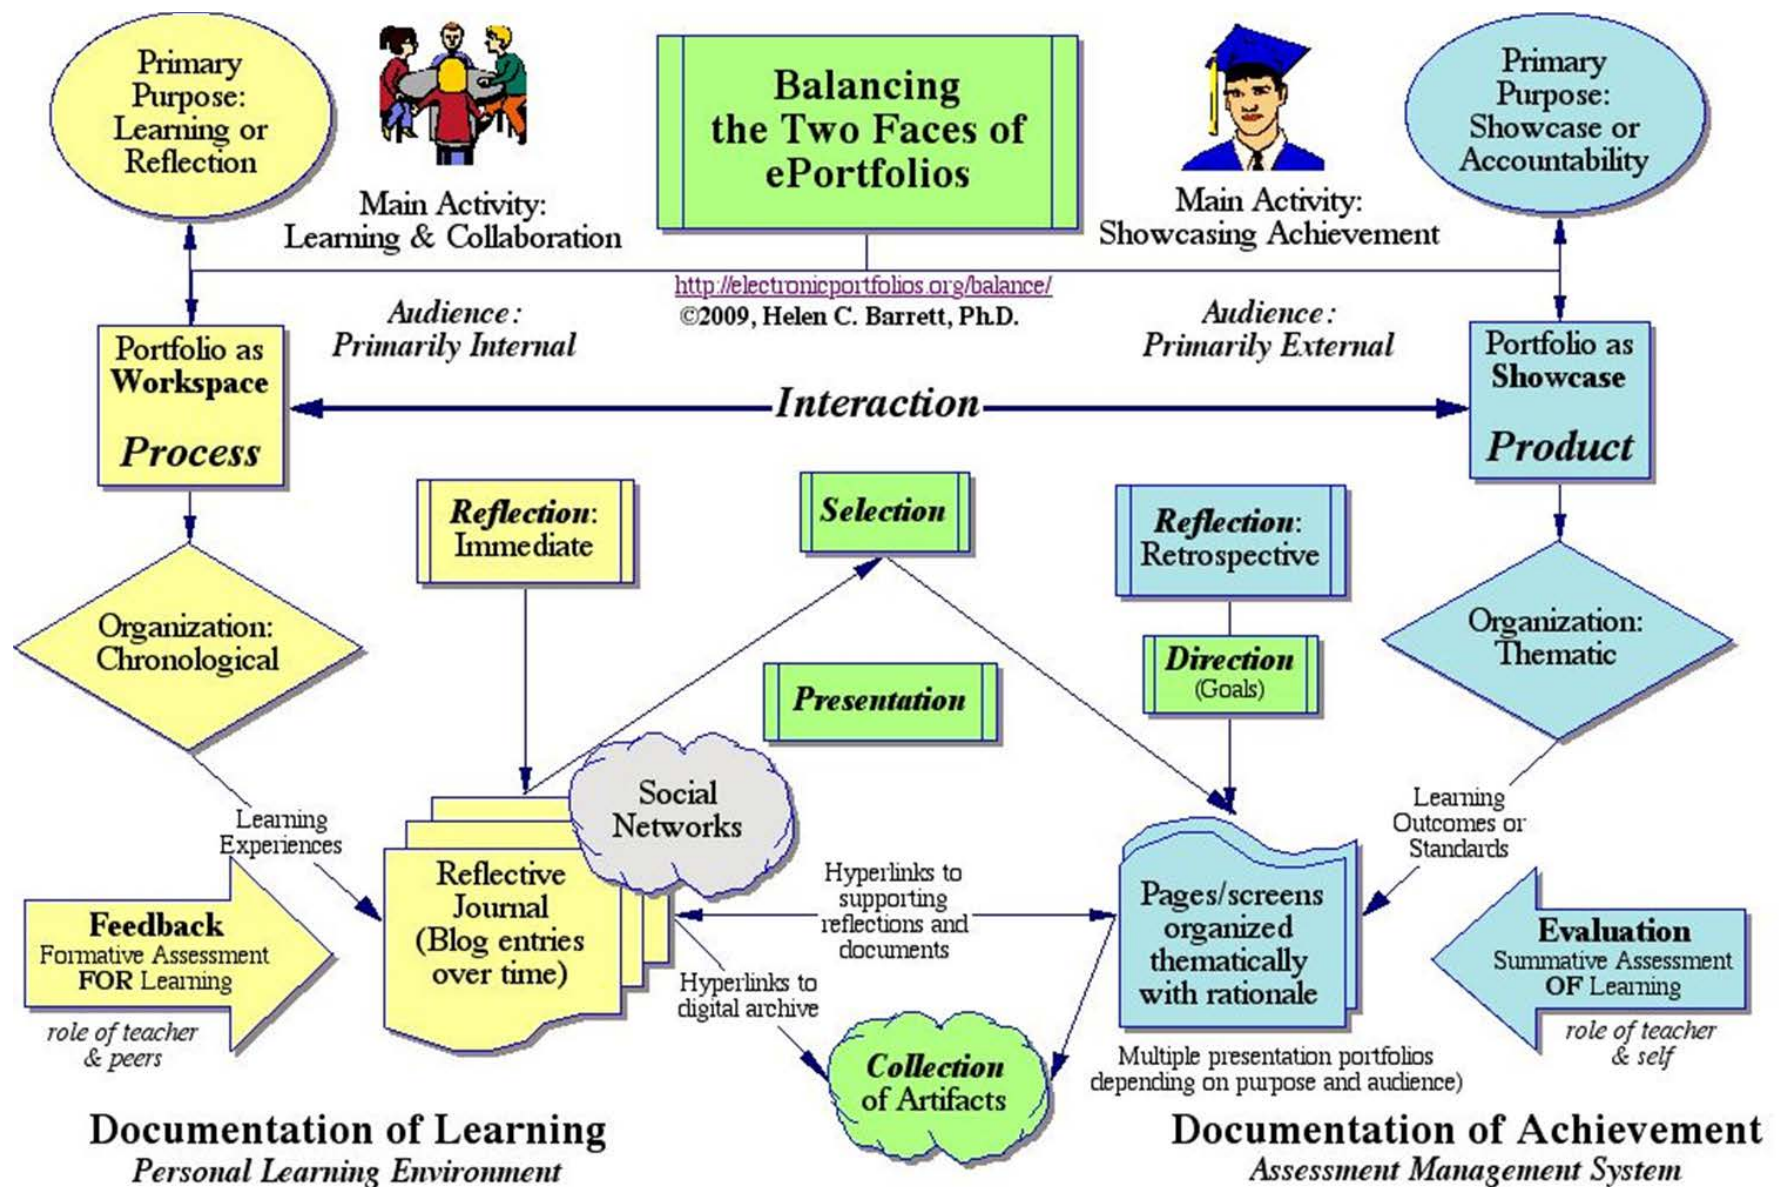 Primary
Purpose:
Learning or
Reflection
Main Activity:
Learning & Collaboration
Balancing
the Two Faces of
ePortfolios
Main Activity:
Showcasing Achievement
Primary
Purpose:
Showcase or
Accountability
http://electronicportfolios.org/balance/
©2009, Helen C. Barrett, Ph.D.
Audience:
Primarily Internal
Audience:
Primarily External
Portfolio as
Workspace
Process
Interaction
Portfolio as
Showcase
Product
Reflection:
Immediate
Selection
Reflection:
Retrospective
Organization:
Chronological
Presentation
Direction
(Goals)
Organization:
Thematic
Learning
Experiences
Social
Networks
Learning
Outcomes or
Standards
Feedback
Formative Assessment
FOR Learning
role of teacher
& peers
Reflective
Journal
(Blog entries
over time)
Hyperlinks to
supporting
reflections and
documents
Hyperlinks to
digital archive
Pages/screens
organized
thematically
with rationale
Evaluation
Summative Assessment
OF Learning
role of teacher
& self
Collection
of Artifacts
Multiple presentation portfolios
depending on purpose and audience)
Documentation of Learning
Personal Learning Environment
Documentation of Achievement
Assessment Management System